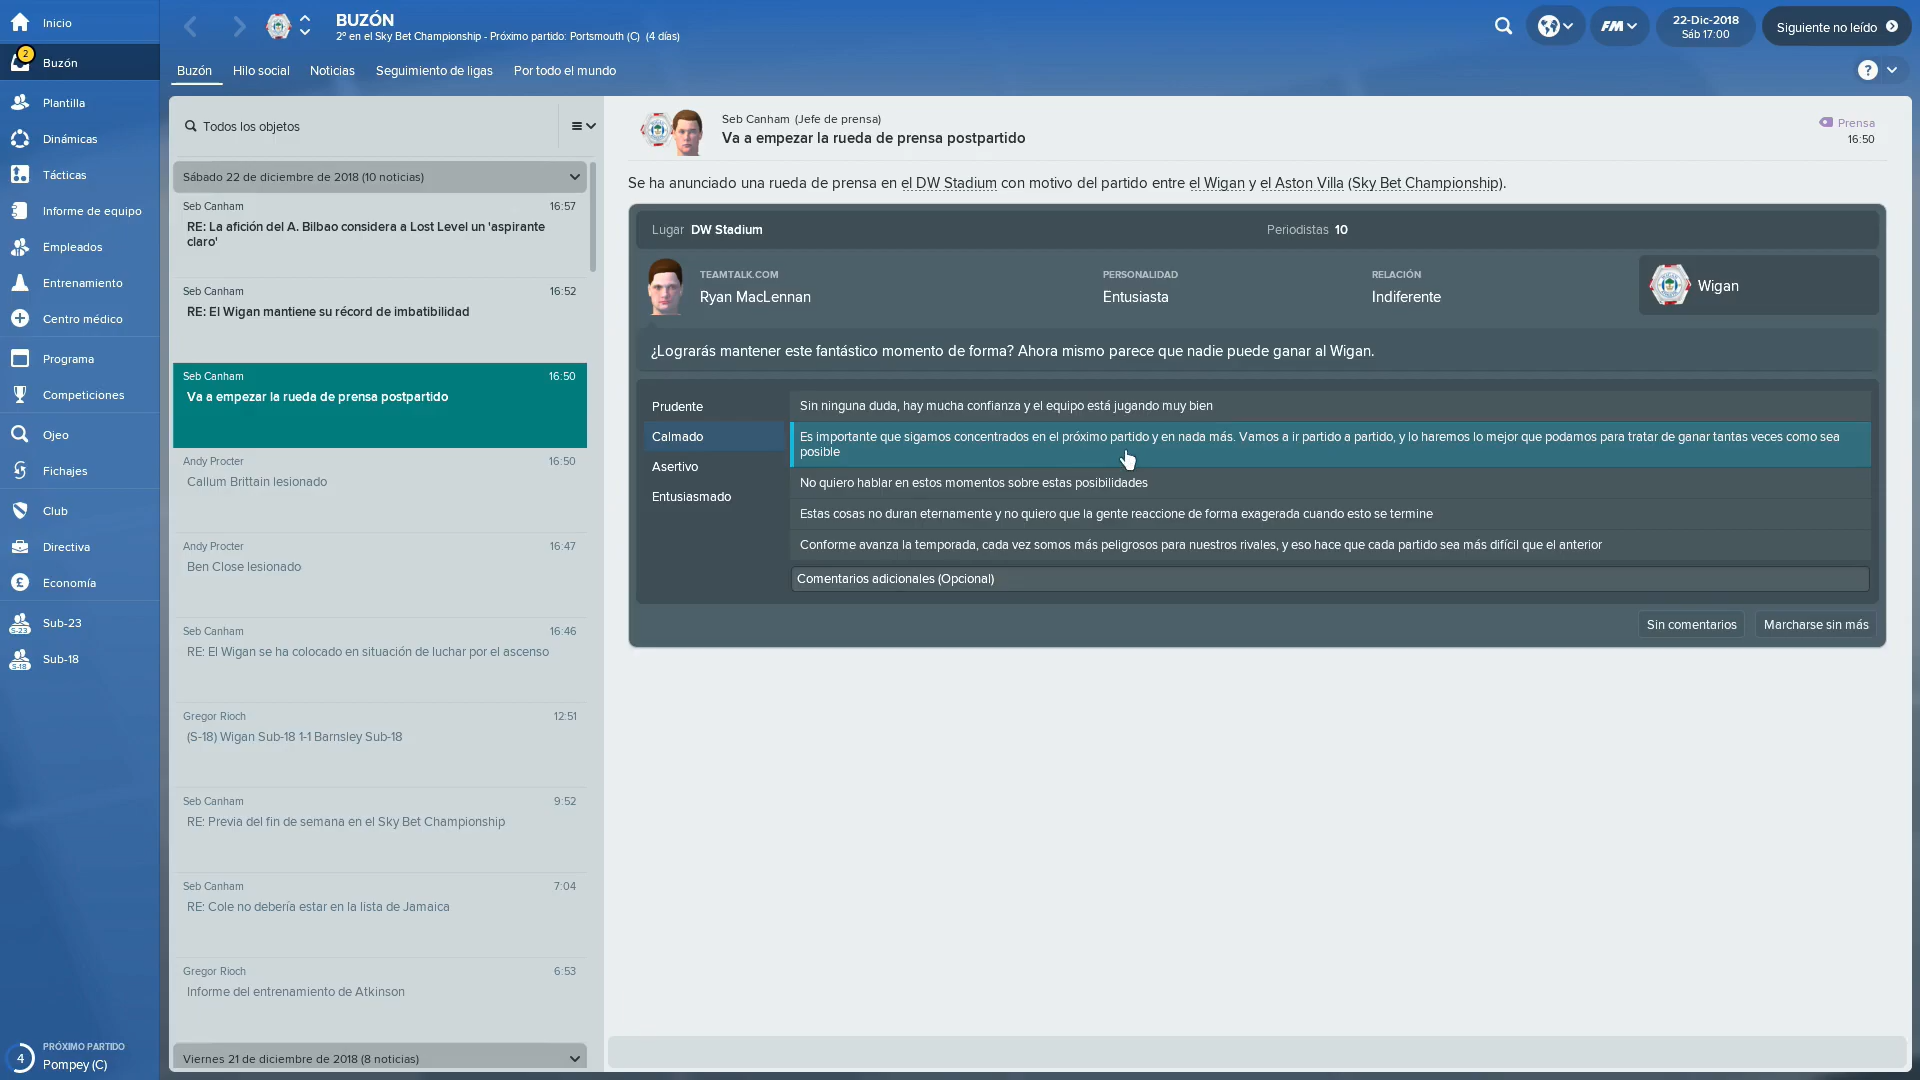 Inicio
2
Buzón
Plantilla
Dinámicas
Tácticas
Informe de equipo
Empleados
Entrenamiento
Centro médico
Programa
Competiciones
Ojeo
Fichajes
Club
Directiva
Economía
S-23
Sub-23
S-18
Sub-18
4
PRÓXIMO PARTIDO
Pompey (C)
BUZÓN
2º en el Sky Bet Championship - Próximo partido: Portsmouth (C) (4 días)
FM
22-Dic-2018
Sáb 17:00
Siguiente no leído
Buzón
Hilo social
Noticias
Seguimiento de ligas
Por todo el mundo
?
Todos los objetos
Sábado 22 de diciembre de 2018 (10 noticias)
Seb Canham 16:57
RE: La afición del A. Bilbao considera a Lost Level un 'aspirante
claro'
Seb Canham 16:52
RE: El Wigan mantiene su récord de imbatibilidad
Seb Canham 16:50
Va a empezar la rueda de prensa postpartido
Andy Procter 16:50
Callum Brittain lesionado
Andy Procter 16:47
Ben Close lesionado
Seb Canham 16:46
RE: El Wigan se ha colocado en situación de luchar por el ascenso
Gregor Rioch 12:51
(S-18) Wigan Sub-18 1-1 Barnsley Sub-18
Seb Canham 9:52
RE: Previa del fin de semana en el Sky Bet Championship
Seb Canham 7:04
RE: Cole no debería estar en la lista de Jamaica
Gregor Rioch 6:53
Informe del entrenamiento de Atkinson
Viernes 21 de diciembre de 2018 (8 noticias)
Seb Canham (Jefe de prensa)
Va a empezar la rueda de prensa postpartido
Prensa
16:50
Se ha anunciado una rueda de prensa en el DW Stadium con motivo del partido entre el Wigan y el Aston Villa (Sky Bet Championship).
Lugar DW Stadium
Periodistas 10
TEAMTALK.COM
Ryan MacLennan
PERSONALIDAD
Entusiasta
RELACIÓN
Indiferente
Wigan
¿Lograrás mantener este fantástico momento de forma? Ahora mismo parece que nadie puede ganar al Wigan.
Prudente
Calmado
Asertivo
Entusiasmado
Sin ninguna duda, hay mucha confianza y el equipo está jugando muy bien
Es importante que sigamos concentrados en el próximo partido y en nada más. Vamos a ir partido a partido, y lo haremos lo mejor que podamos para tratar de ganar tantas veces como sea
posible
No quiero hablar en estos momentos sobre estas posibilidades
Estas cosas no duran eternamente y no quiero que la gente reaccione de forma exagerada cuando esto se termine
Conforme avanza la temporada, cada vez somos más peligrosos para nuestros rivales, y eso hace que cada partido sea más difícil que el anterior
Comentarios adicionales (Opcional)
Sin comentarios
Marcharse sin más